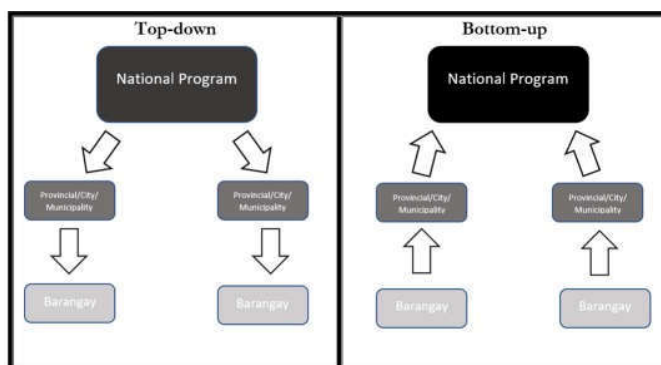 Top-down
National Program
Provincial/City/
Municipality
Provincial/City/
Municipality
Barangay
Barangay
Bottom-up
National Program
Provincial/City/
Municipality
Provincial/City/
Municipality
Barangay
Barangay